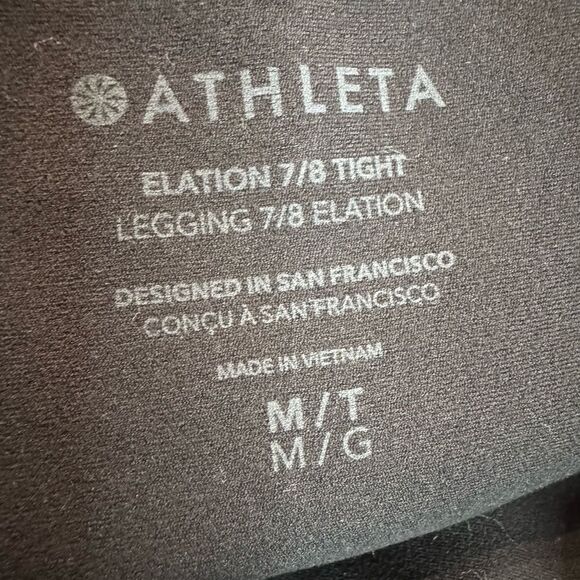 ATHLETA
ELATION 7/8 TIGHT
LEGGING 7/8 ELATION
DESIGNED IN SAN FRANCISCO
CONÇU À SAN FRANCISCO
MADE IN VIETNAM
M / T
M / G